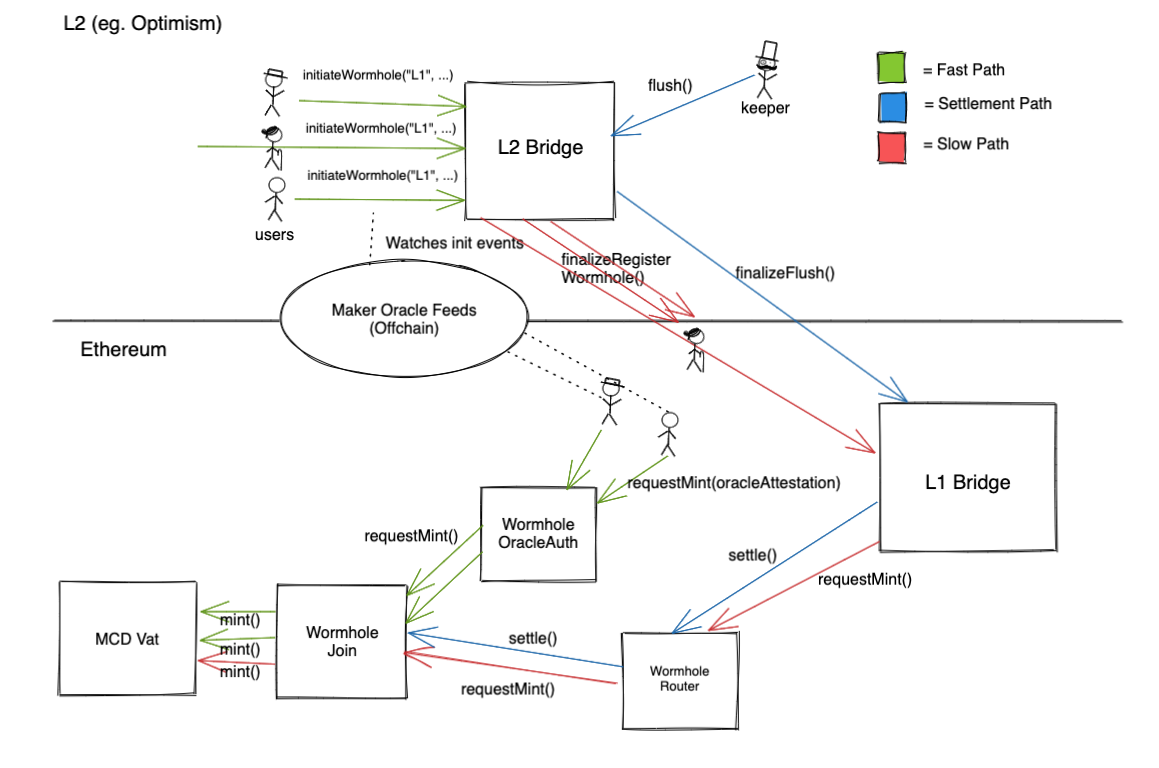 L2 (eg. Optimism)
initiateWormhole("L1", ...)
initiateWormhole("L1", ...)
initiateWormhole("L1", ...)
users
L2 Bridge
flush()
keeper
= Fast Path
= Settlement Path
= Slow Path
Watches init events
finalizeRegister
Wormhole()
finalizeFlush()
Maker Oracle Feeds
(Offchain)
Ethereum
requestMint(oracleAttestation)
L1 Bridge
Wormhole
OracleAuth
requestMint()
settle()
requestMint()
MCD Vat
mint()
mint()
mint()
Wormhole
Join
settle()
requestMint()
Wormhole
Router